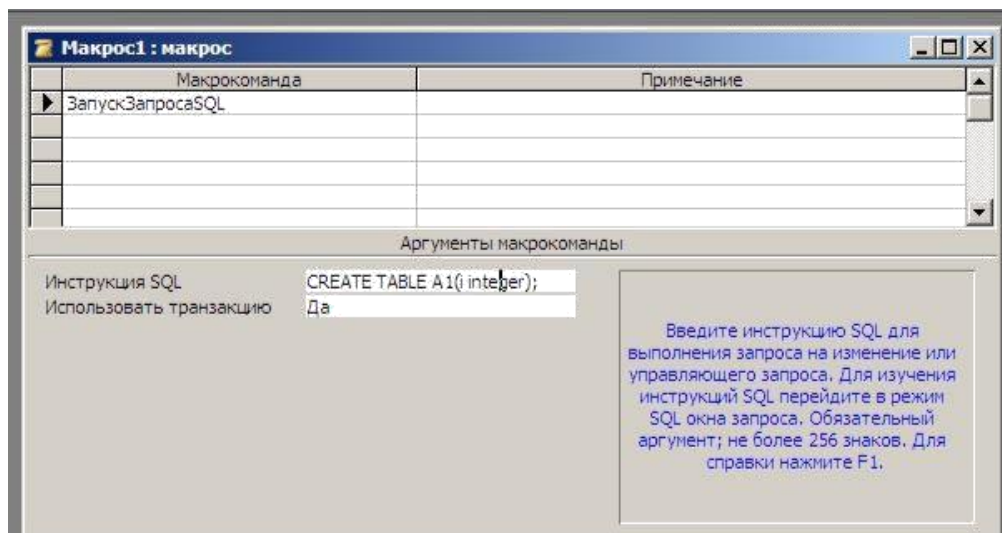 Макрос1 : макрос
Макрокоманда Примечание
ЗапускЗапросаSQL
Аргументы макрокоманды
Инструкция SQL CREATE TABLE A1(i integer);
Использовать транзакцию Да
Введите инструкцию SQL для
выполнения запроса на изменение или
управляющего запроса. Для изучения
инструкций SQL перейдите в режим
SQL окна запроса. Обязательный
аргумент; не более 256 знаков. Для
справки нажмите F1.